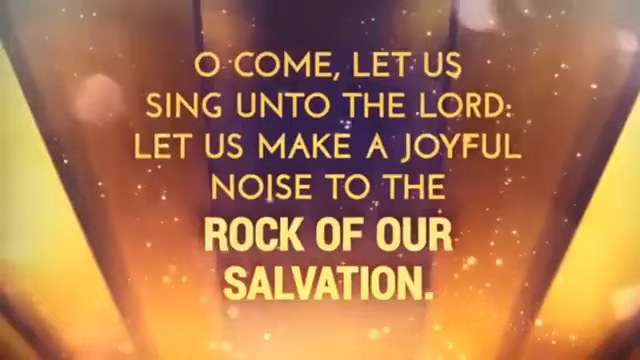 O COME, LET US
SING UNTO THE LORD:
LET US MAKE A JOYFUL
NOISE TO THE
ROCK OF OUR
SALVATION.